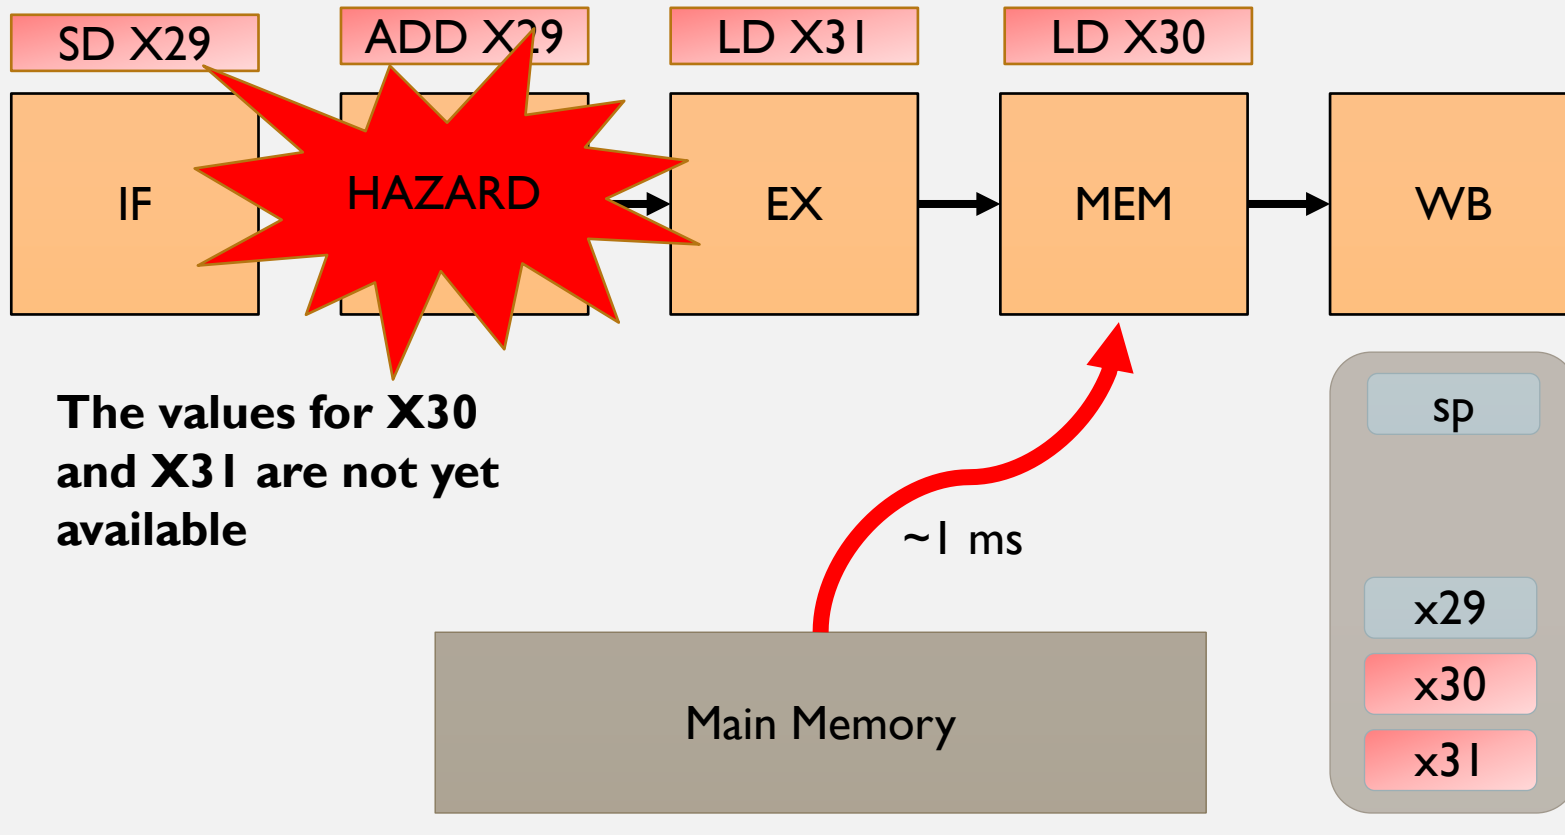 SD X29
ADD X29
LD X31
LD X30
IF
HAZARD
EX
MEM
WB
The values for X30
and X31 are not yet
available
~1 ms
Main Memory
sp
x29
x30
x31